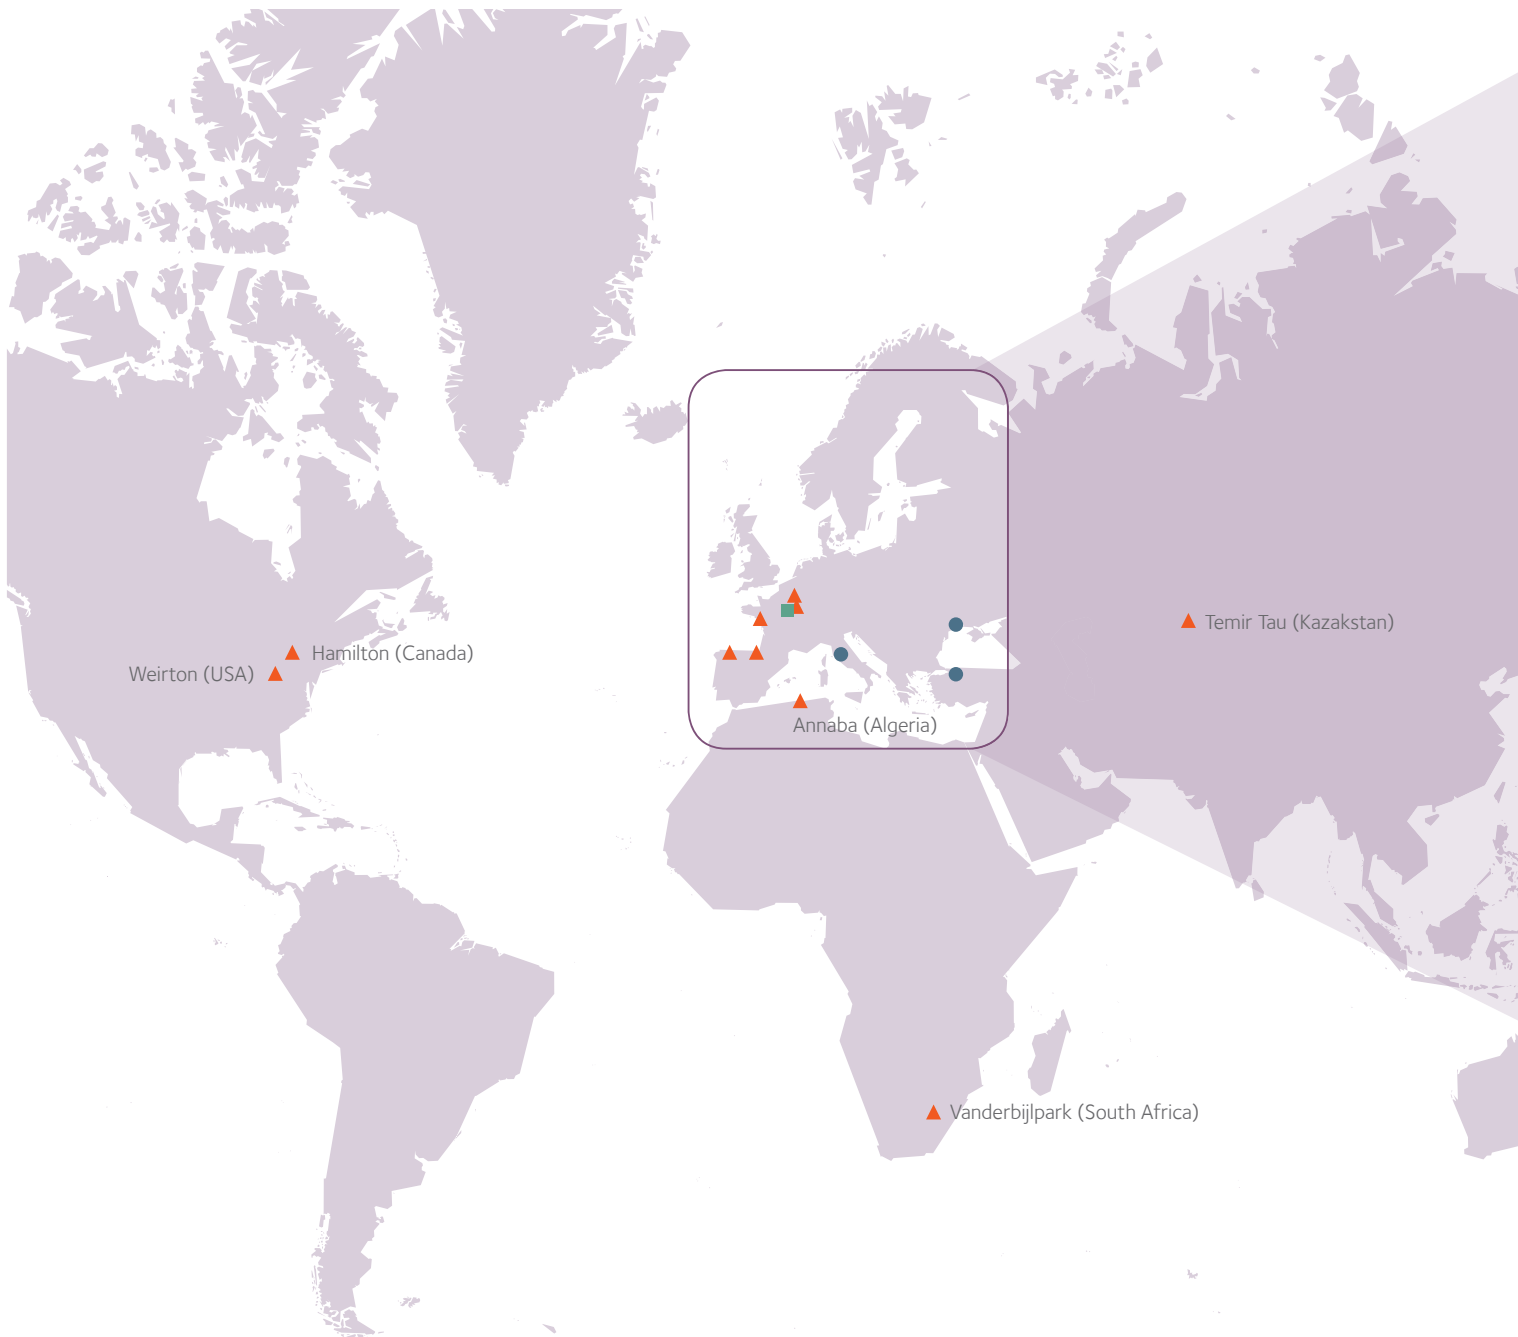 Temir Tau (Kazakstan)
Hamilton (Canada)
Weirton (USA)
Annaba (Algeria)
Vanderbijlpark (South Africa)